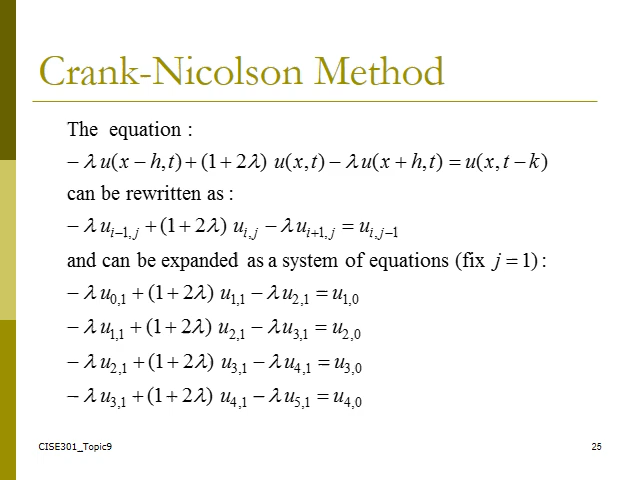 Crank-Nicolson Method
The equation :
− λ u(x − h,t) + (1 + 2λ) u(x,t) − λ u(x + h,t) = u(x,t − k)
can be rewritten as :
− λ u_{i−1,j} + (1 + 2λ) u_{i,j} − λ u_{i+1,j} = u_{i,j−1}
and can be expanded as a system of equations (fix j = 1) :
− λ u_{0,1} + (1 + 2λ) u_{1,1} − λ u_{2,1} = u_{1,0}
− λ u_{1,1} + (1 + 2λ) u_{2,1} − λ u_{3,1} = u_{2,0}
− λ u_{2,1} + (1 + 2λ) u_{3,1} − λ u_{4,1} = u_{3,0}
− λ u_{3,1} + (1 + 2λ) u_{4,1} − λ u_{5,1} = u_{4,0}
CISE301_Topic9
25